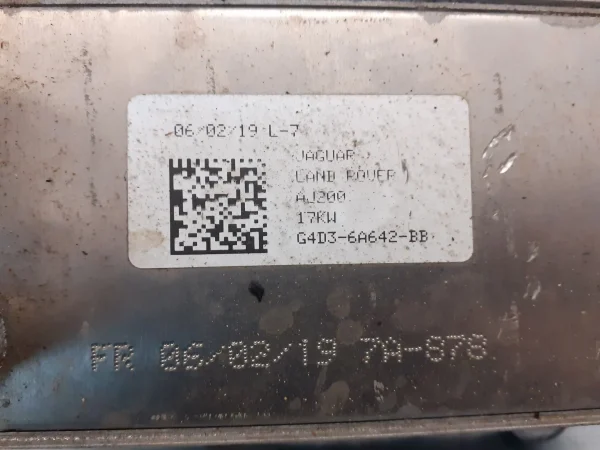 06/02/19 L-7
JAGUAR
LAND ROVER
AJ200
17KW
G4D3-6A642-BB
FR 06/02/19 7A-878